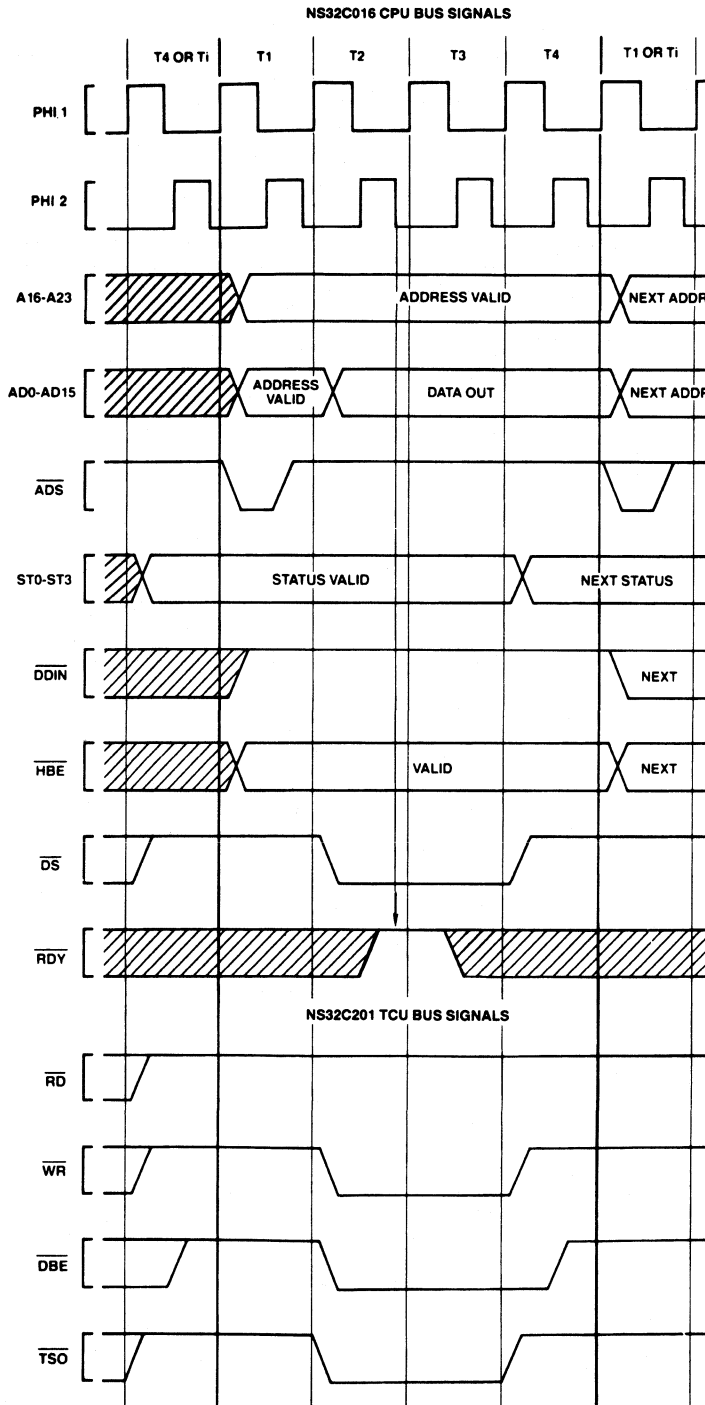 NS32C016 CPU BUS SIGNALS
T4 OR Ti T1 T2 T3 T4 T1 OR Ti
PHI 1
PHI 2
A16-A23 ADDRESS VALID NEXT ADDR
AD0-AD15 ADDRESS VALID DATA OUT NEXT ADDR
ADS
ST0-ST3 STATUS VALID NEXT STATUS
DDIN NEXT
HBE VALID NEXT
DS
RDY
NS32C201 TCU BUS SIGNALS
RD
WR
DBE
TSO